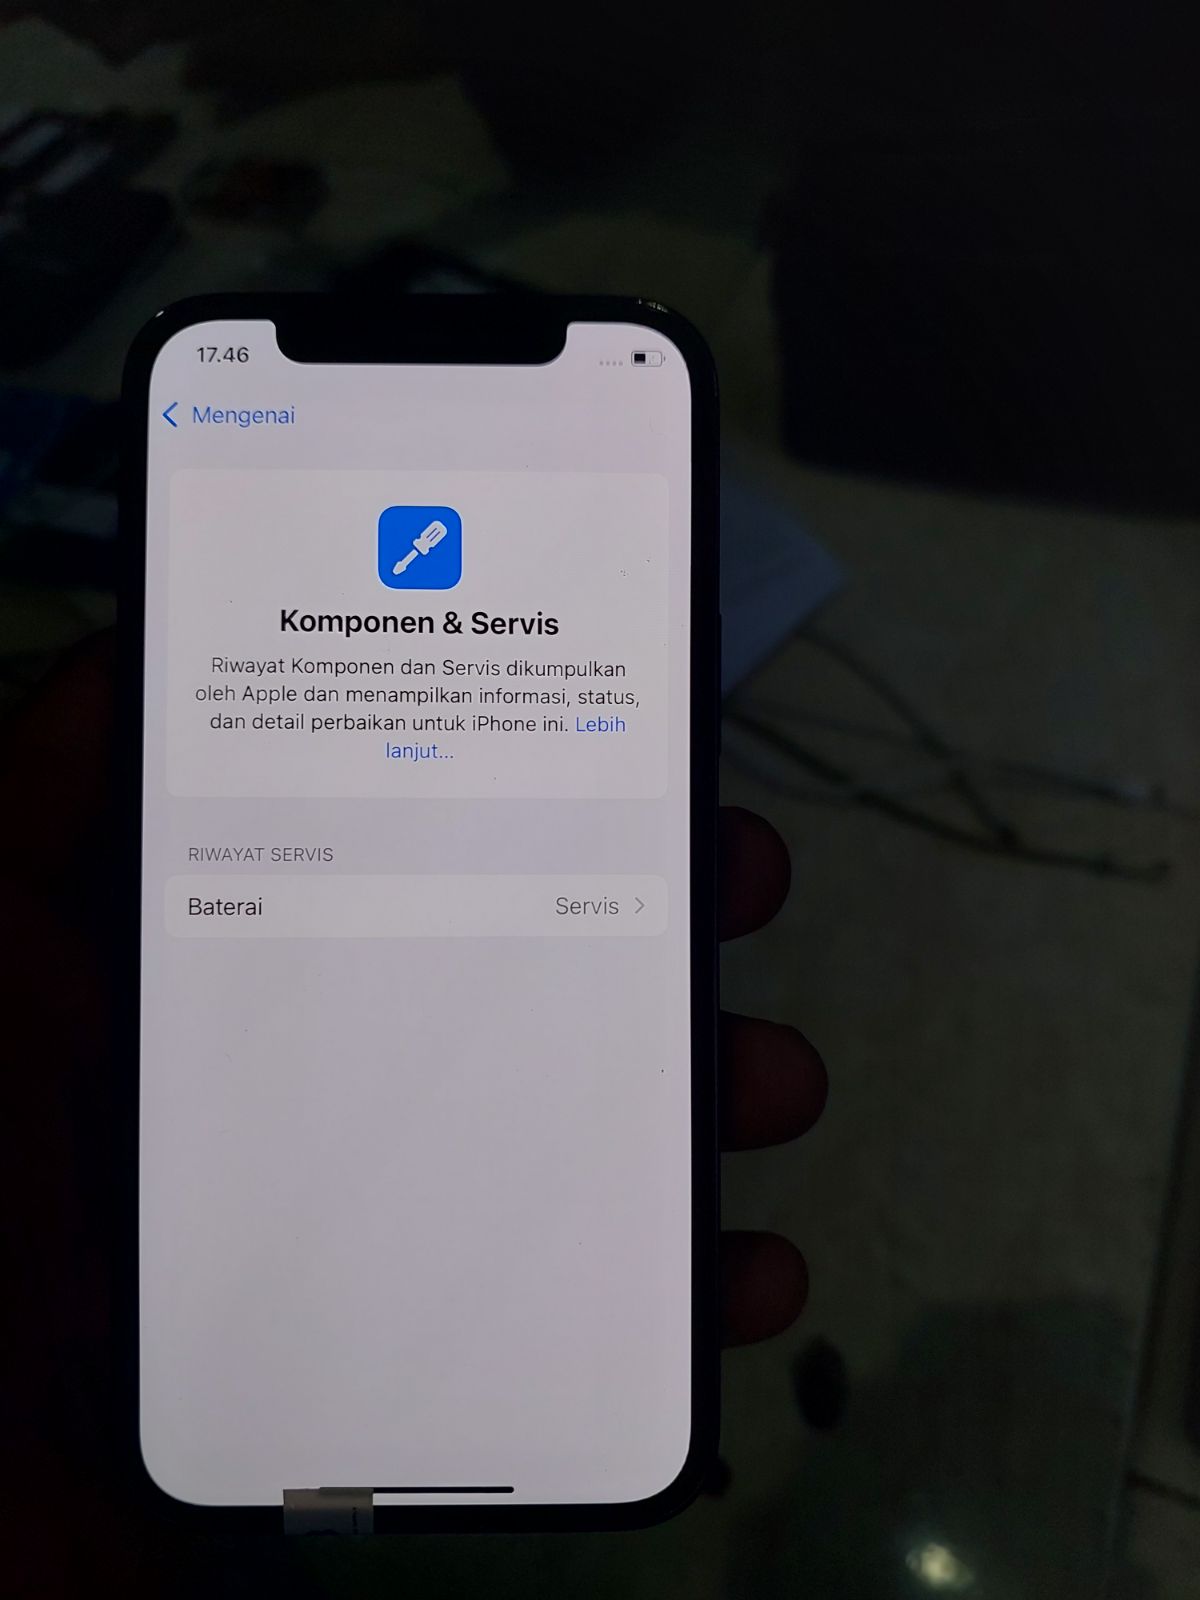 17.46
Mengenai
Komponen & Servis
Riwayat Komponen dan Servis dikumpulkan
oleh Apple dan menampilkan informasi, status,
dan detail perbaikan untuk iPhone ini. Lebih
lanjut...
RIWAYAT SERVIS
Baterai Servis